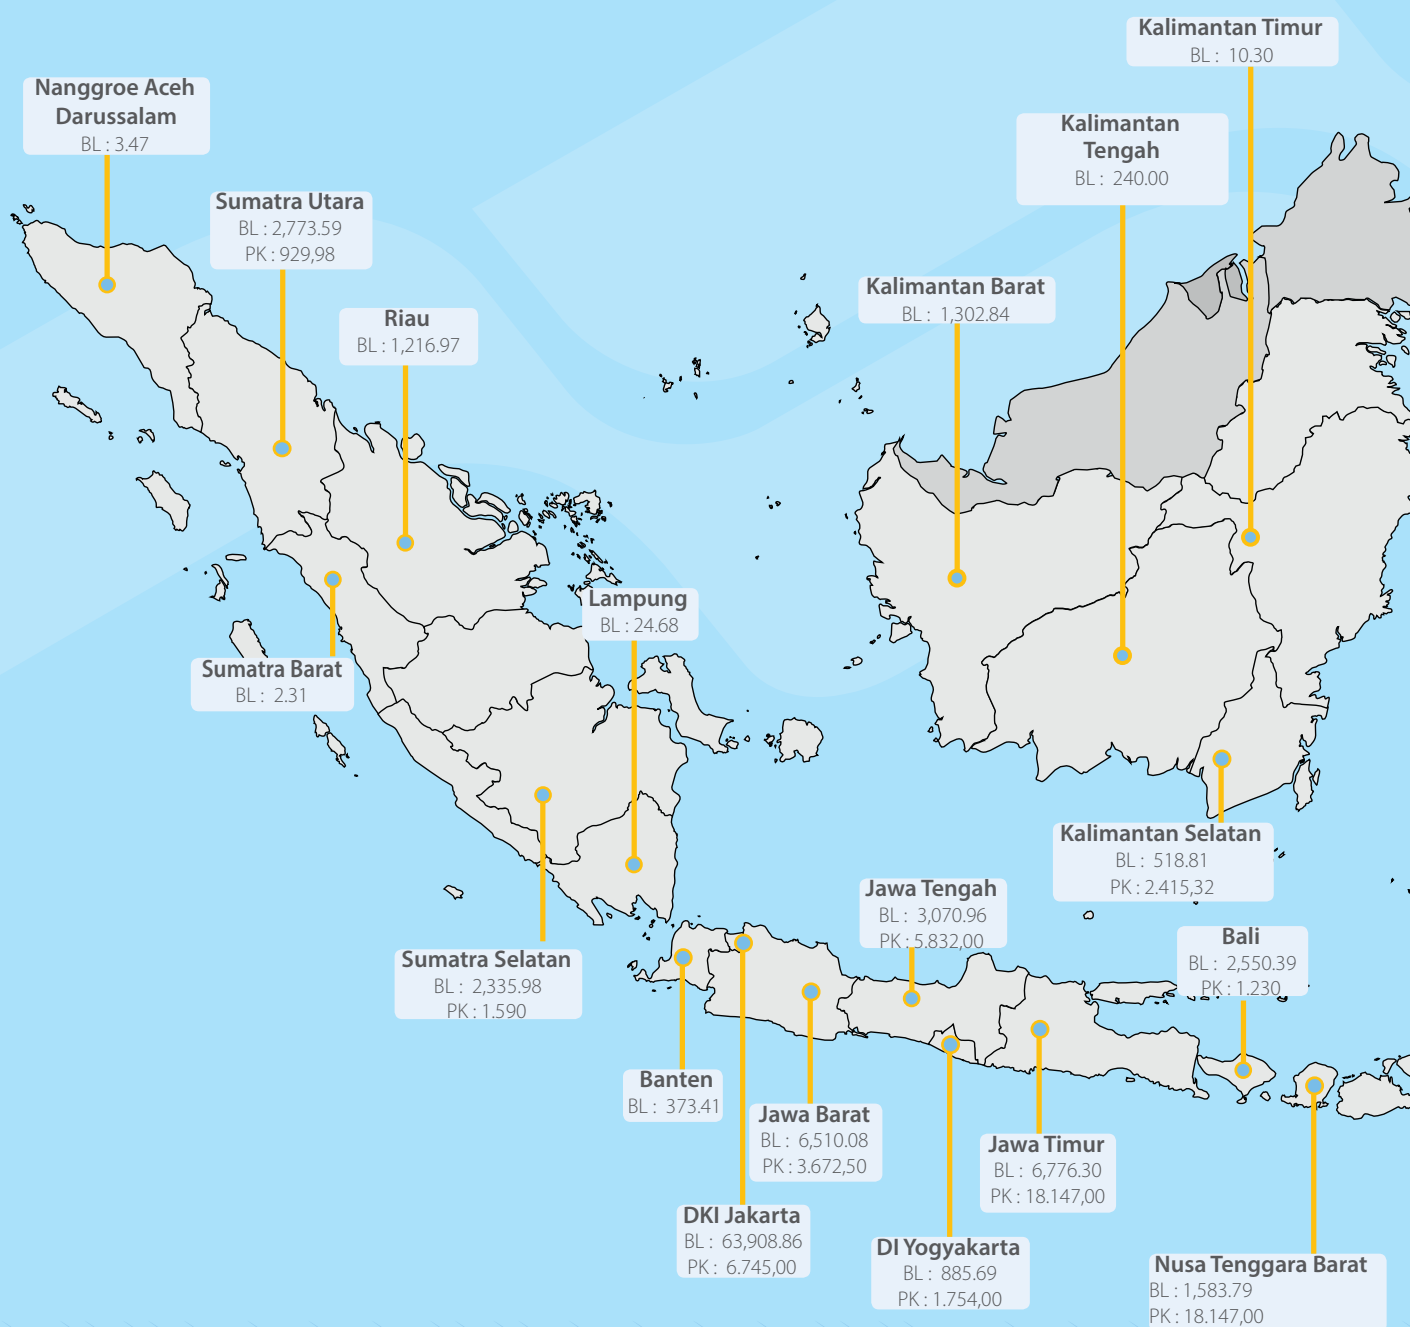 Kalimantan Timur
BL : 10.30
Nanggroe Aceh
Darussalam
BL : 3.47
Kalimantan
Tengah
BL : 240.00
Sumatra Utara
BL : 2,773.59
PK : 929,98
Kalimantan Barat
BL : 1,302.84
Riau
BL : 1,216.97
Lampung
BL : 24.68
Sumatra Barat
BL : 2.31
Kalimantan Selatan
BL : 518.81
PK : 2.415,32
Jawa Tengah
BL : 3,070.96
PK : 5.832,00
Bali
BL : 2,550.39
PK : 1.230
Sumatra Selatan
BL : 2,335.98
PK : 1.590
Banten
BL : 373.41
Jawa Barat
BL : 6,510.08
PK : 3.672,50
Jawa Timur
BL : 6,776.30
PK : 18.147,00
DKI Jakarta
BL : 63,908.86
PK : 6.745,00
DI Yogyakarta
BL : 885.69
PK : 1.754,00
Nusa Tenggara Barat
BL : 1,583.79
PK : 18.147,00